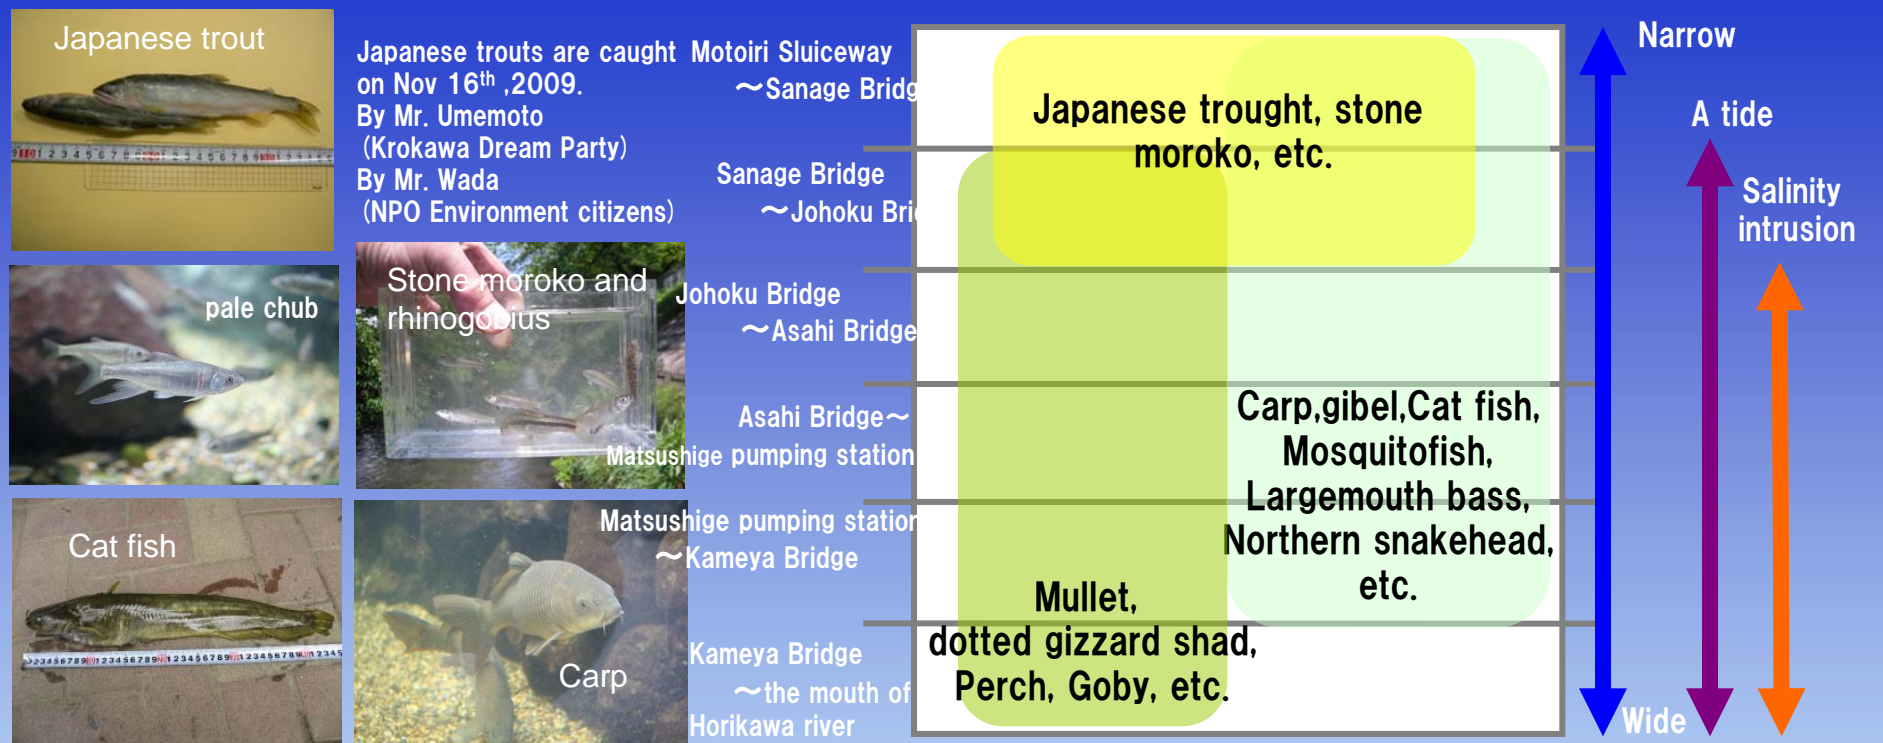 Japanese trout
Japanese trouts are caught
on Nov 16th ,2009.
By Mr. Umemoto
(Krokawa Dream Party)
By Mr. Wada
(NPO Environment citizens)
pale chub
Stone moroko and
rhinogobius
Cat fish
Carp
Motoiri Sluiceway
～Sanage Bridg
Sanage Bridge
～Johoku Bri
Johoku Bridge
～Asahi Bridge
Asahi Bridge～
Matsushige pumping station
Matsushige pumping station
～Kameya Bridge
Kameya Bridge
～the mouth of
Horikawa river
Japanese trought, stone
moroko, etc.
Carp,gibel,Cat fish,
Mosquitofish,
Largemouth bass,
Northern snakehead,
etc.
Mullet,
dotted gizzard shad,
Perch, Goby, etc.
Narrow
A tide
Salinity
intrusion
Wide